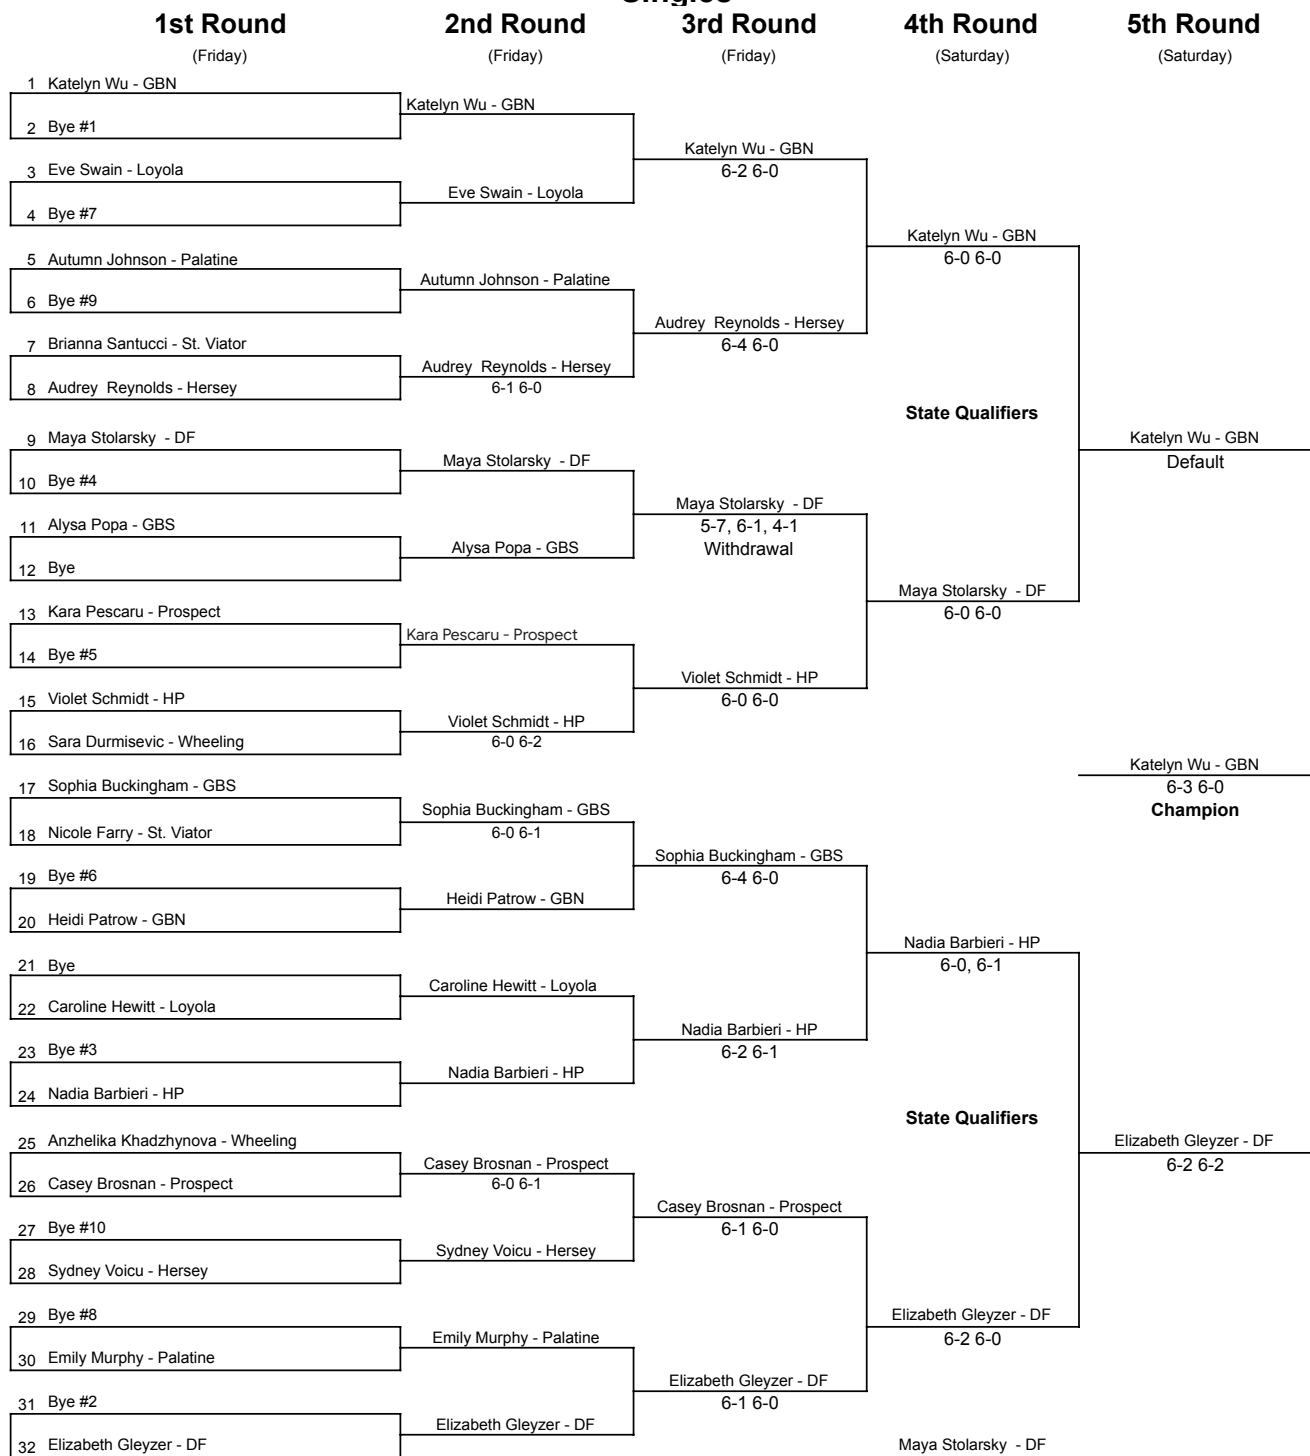 1st Round 2nd Round 3rd Round 4th Round 5th Round
(Friday) (Friday) (Friday) (Saturday) (Saturday)
1 Katelyn Wu - GBN
Katelyn Wu - GBN
2 Bye #1
Katelyn Wu - GBN
6-2 6-0
3 Eve Swain - Loyola
Eve Swain - Loyola
4 Bye #7
Katelyn Wu - GBN
6-0 6-0
5 Autumn Johnson - Palatine
Autumn Johnson - Palatine
6 Bye #9
Audrey Reynolds - Hersey
6-4 6-0
7 Brianna Santucci - St. Viator
Audrey Reynolds - Hersey
6-1 6-0
8 Audrey Reynolds - Hersey
State Qualifiers
9 Maya Stolarsky - DF
Katelyn Wu - GBN
Default
Maya Stolarsky - DF
10 Bye #4
Maya Stolarsky - DF
5-7, 6-1, 4-1
Withdrawal
11 Alysa Popa - GBS
Alysa Popa - GBS
12 Bye
Maya Stolarsky - DF
6-0 6-0
13 Kara Pescaru - Prospect
Kara Pescaru - Prospect
14 Bye #5
Violet Schmidt - HP
6-0 6-0
15 Violet Schmidt - HP
Violet Schmidt - HP
6-0 6-2
16 Sara Durmisevic - Wheeling
Katelyn Wu - GBN
6-3 6-0
Champion
17 Sophia Buckingham - GBS
Sophia Buckingham - GBS
6-0 6-1
18 Nicole Farry - St. Viator
Sophia Buckingham - GBS
6-4 6-0
19 Bye #6
Heidi Patrow - GBN
20 Heidi Patrow - GBN
Nadia Barbieri - HP
6-0, 6-1
21 Bye
Caroline Hewitt - Loyola
22 Caroline Hewitt - Loyola
Nadia Barbieri - HP
6-2 6-1
23 Bye #3
Nadia Barbieri - HP
24 Nadia Barbieri - HP
State Qualifiers
25 Anzhelika Khadzhynova - Wheeling
Elizabeth Gleyzer - DF
6-2 6-2
Casey Brosnan - Prospect
6-0 6-1
26 Casey Brosnan - Prospect
Casey Brosnan - Prospect
6-1 6-0
27 Bye #10
Sydney Voicu - Hersey
28 Sydney Voicu - Hersey
Elizabeth Gleyzer - DF
6-2 6-0
29 Bye #8
Emily Murphy - Palatine
30 Emily Murphy - Palatine
Elizabeth Gleyzer - DF
6-1 6-0
31 Bye #2
Elizabeth Gleyzer - DF
32 Elizabeth Gleyzer - DF
Maya Stolarsky - DF